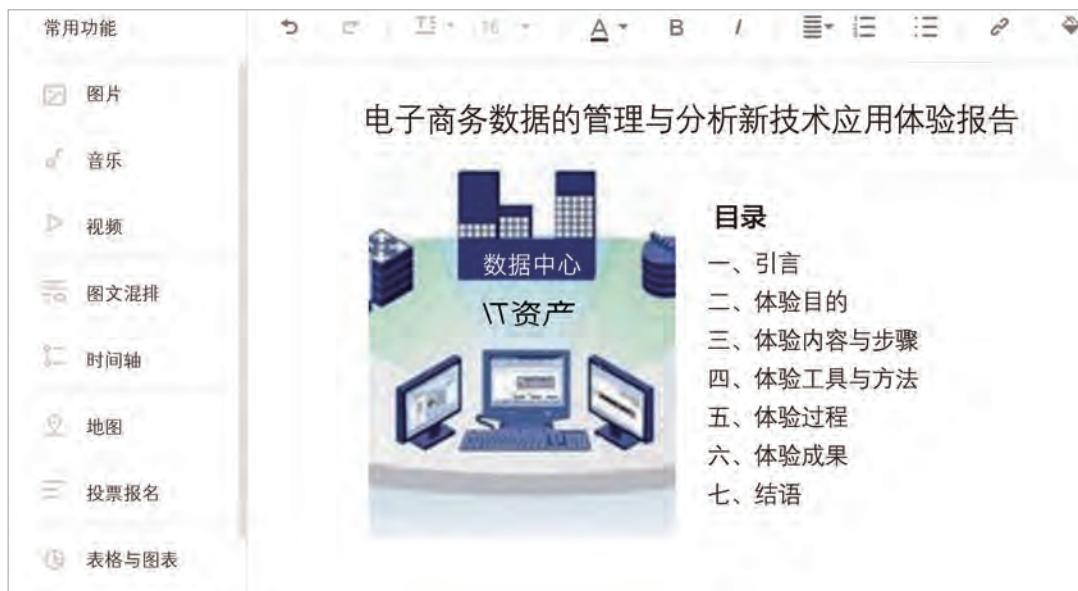 常用功能
16
A
B
I
图片
音乐
视频
图文混排
时间轴
地图
投票报名
表格与图表
电子商务数据的管理与分析新技术应用体验报告
数据中心
IT资产
目录
一、引言
二、体验目的
三、体验内容与步骤
四、体验工具与方法
五、体验过程
六、体验成果
七、结语